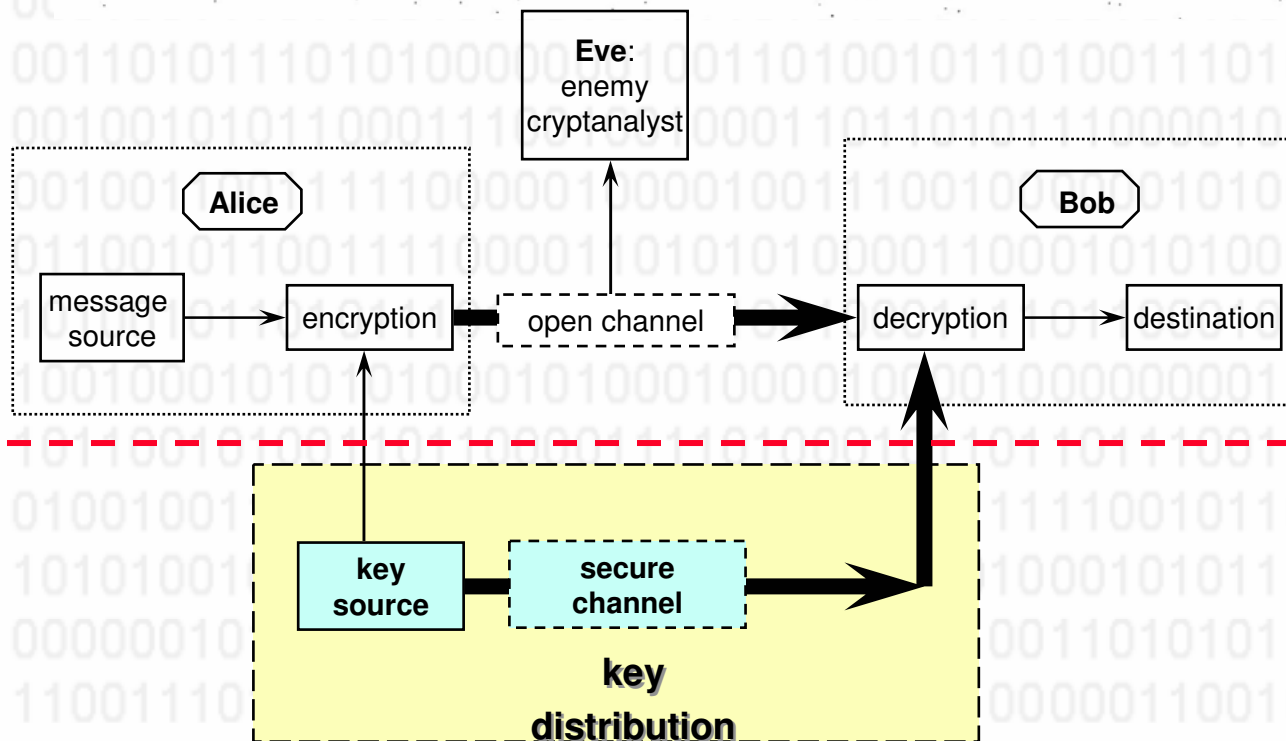 Eve:
enemy
cryptanalyst
Alice
Bob
message
source
encryption
open channel
decryption
destination
key
source
secure
channel
key
distribution